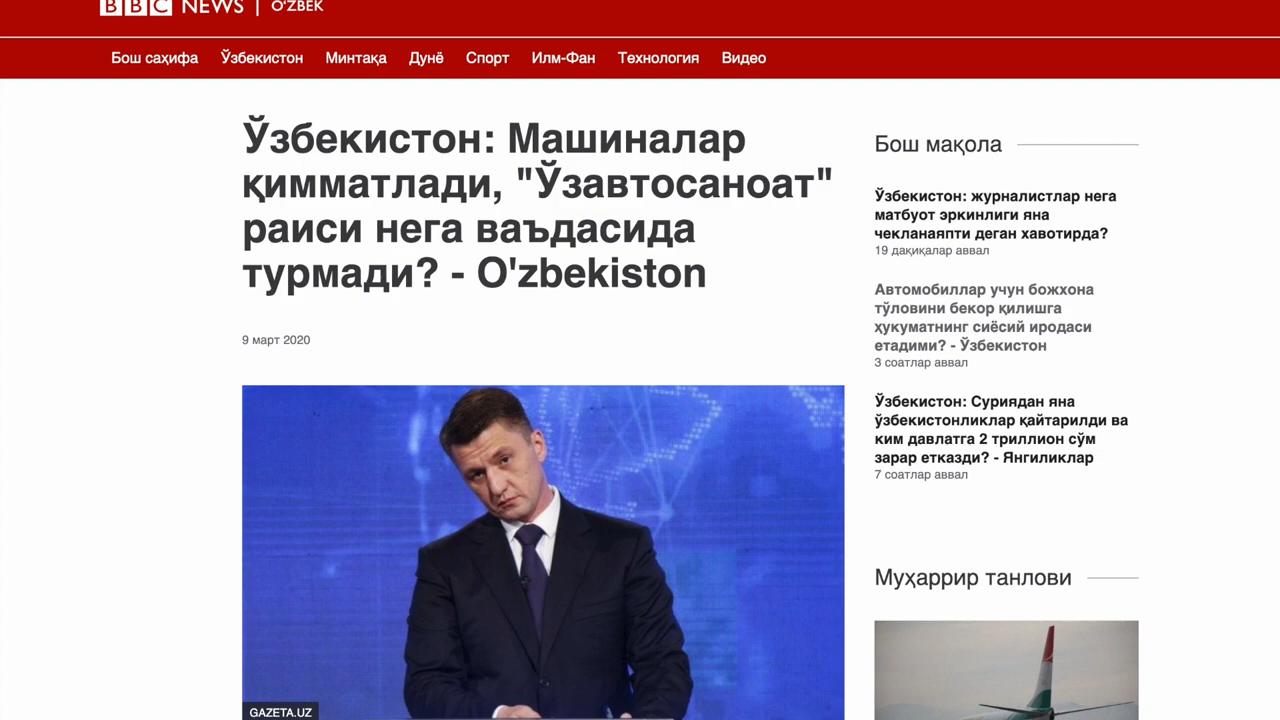 BBC NEWS | O'ZBEK
Бош саҳифа Ўзбекистон Минтақа Дунё Спорт Илм-Фан Технология Видео
Ўзбекистон: Машиналар
қимматлади, "Ўзавтосаноат"
раиси нега ваъдасида
турмади? - O'zbekiston
9 март 2020
GAZETA.UZ
Бош мақола
Ўзбекистон: журналистлар нега
матбуот эркинлиги яна
чекланаяпти деган хавотирда?
19 дақиқалар аввал
Автомобиллар учун божхона
тўловини бекор қилишга
ҳукуматнинг сиёсий иродаси
етадими? - Ўзбекистон
3 соатлар аввал
Ўзбекистон: Суриядан яна
ўзбекистонликлар қайтарилди ва
ким давлатга 2 триллион сўм
зарар етказди? - Янгиликлар
7 соатлар аввал
Муҳаррир танлови